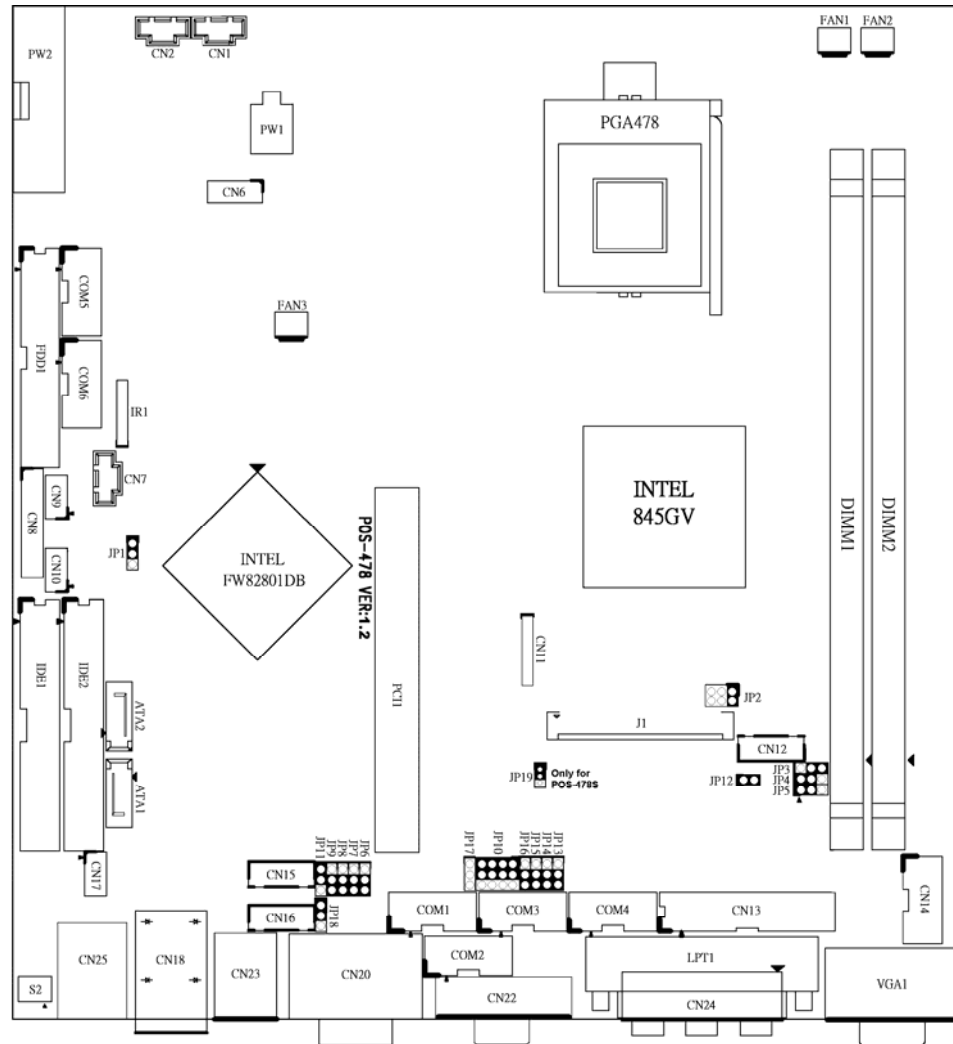 FAN1
FAN2
PW2
CN2
CN1
PW1
PGA478
CN6
COM5
FAN3
FDD1
COM6
IR1
CN7
CN9
CN8
INTEL
845GV
DIMM1
DIMM2
JP1
CN10
INTEL
FW82801DB
POS-478 VER:1.2
CN11
IDE1
IDE2
ATA2
PCI1
JP2
J1
CN12
JP19
Only for
POS-478S
JP12
JP3
JP4
JP5
ATA1
JP11
JP9
JP8
JP7
JP6
JP17
JP10
JP16
JP15
JP14
JP13
CN17
CN15
CN14
CN16
JP18
COM1
COM3
COM4
CN13
COM2
LPT1
CN25
CN18
CN23
CN20
CN22
CN24
VGA1
S2